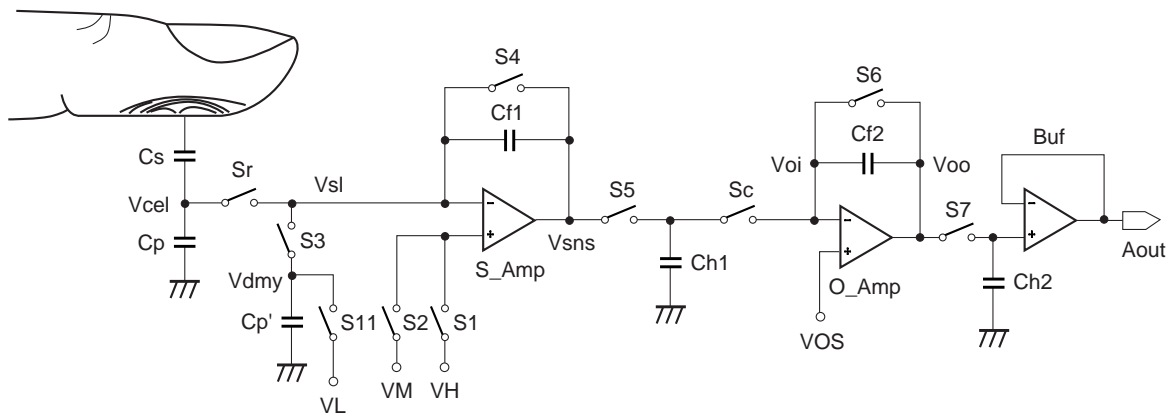 S4
S6
Cf1
Cf2
Buf
Cs
Sr
Vsl
Voi
Voo
S5
Sc
Vcel
S7
S3
Vsns
Cp
S_Amp
Ch1
O_Amp
Aout
Vdmy
Ch2
Cp'
S11
S2
S1
VOS
VL
VM
VH